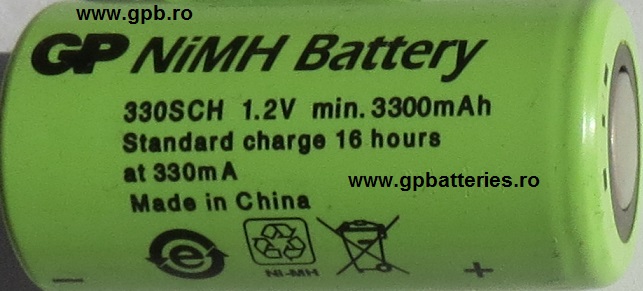 www.gpb.ro
GP NiMH Battery
330SCH 1.2V min. 3300mAh
Standard charge 16 hours
at 330mA
www.gpbatteries.ro
Made in China
e
Ni-MH
− +